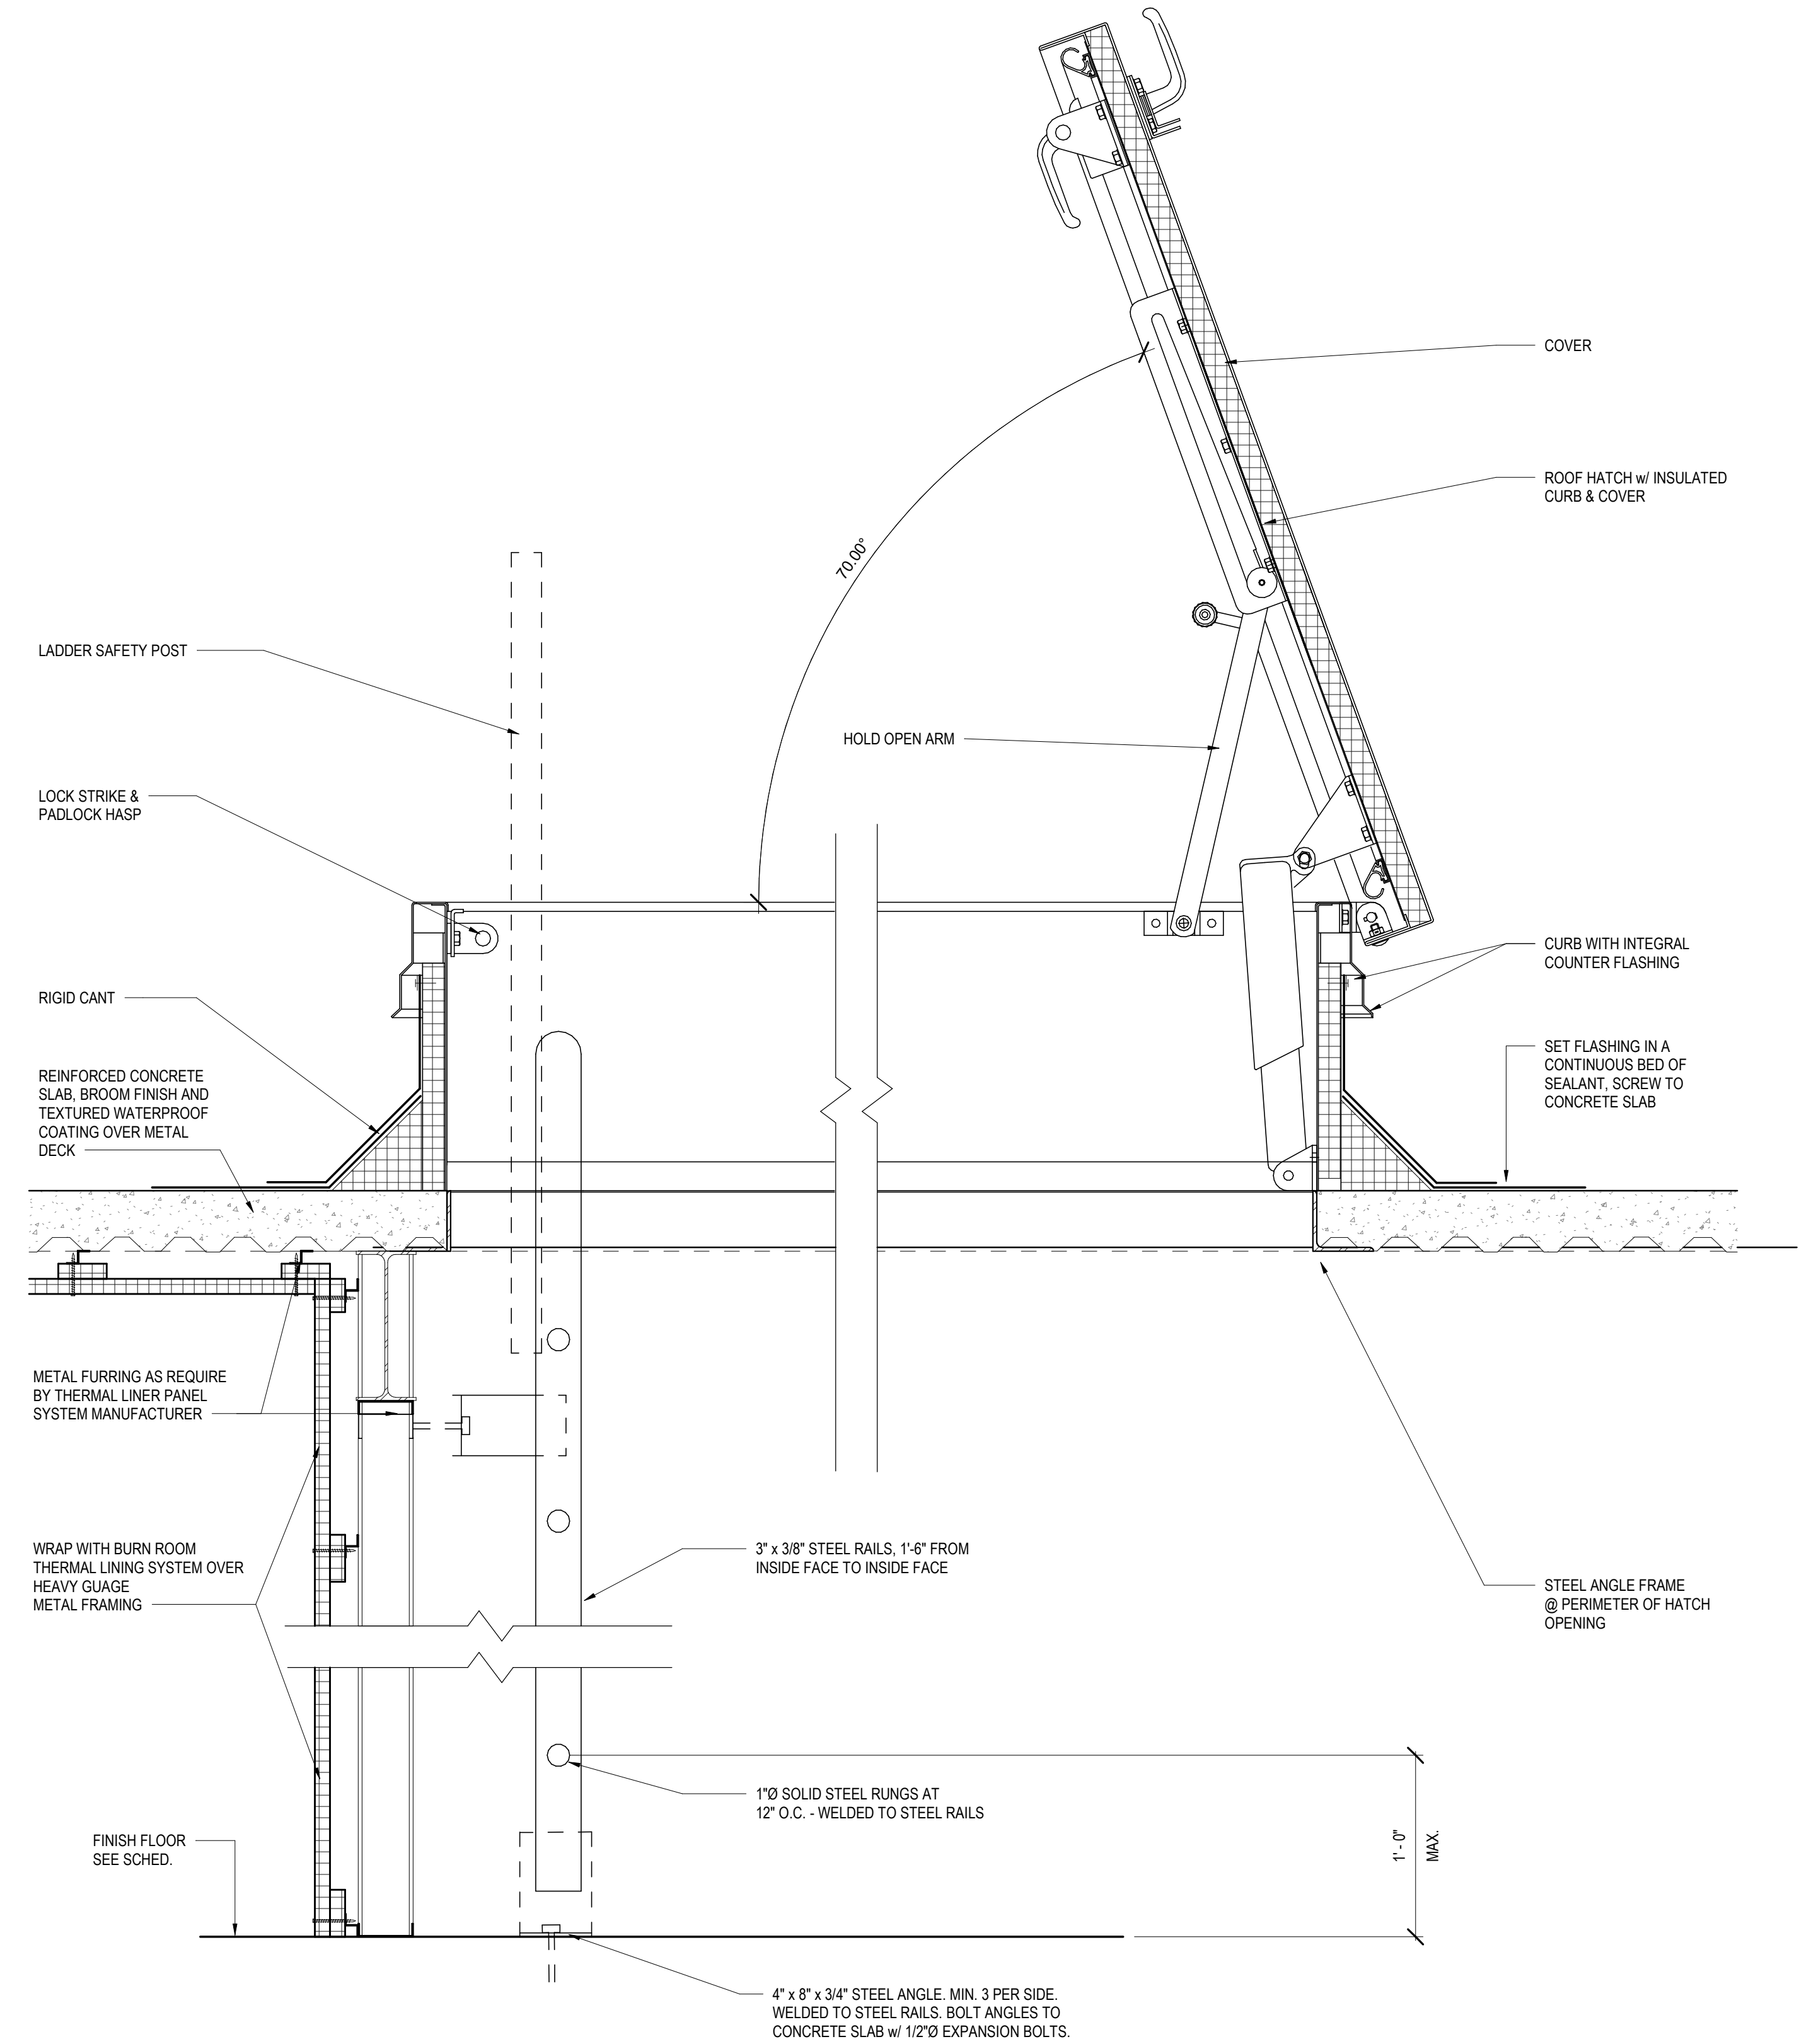 COVER
ROOF HATCH w/ INSULATED
CURB & COVER
70.00°
LADDER SAFETY POST
HOLD OPEN ARM
LOCK STRIKE &
PADLOCK HASP
CURB WITH INTEGRAL
COUNTER FLASHING
RIGID CANT
SET FLASHING IN A
CONTINUOUS BED OF
SEALANT, SCREW TO
CONCRETE SLAB
REINFORCED CONCRETE
SLAB, BROOM FINISH AND
TEXTURED WATERPROOF
COATING OVER METAL
DECK
METAL FURRING AS REQUIRE
BY THERMAL LINER PANEL
SYSTEM MANUFACTURER
WRAP WITH BURN ROOM
THERMAL LINING SYSTEM OVER
HEAVY GUAGE
METAL FRAMING
3" x 3/8" STEEL RAILS, 1'-6" FROM
INSIDE FACE TO INSIDE FACE
STEEL ANGLE FRAME
@ PERIMETER OF HATCH
OPENING
1"Ø SOLID STEEL RUNGS AT
12" O.C. - WELDED TO STEEL RAILS
1' - 0"
MAX.
FINISH FLOOR
SEE SCHED.
4" x 8" x 3/4" STEEL ANGLE. MIN. 3 PER SIDE.
WELDED TO STEEL RAILS. BOLT ANGLES TO
CONCRETE SLAB w/ 1/2"Ø EXPANSION BOLTS.